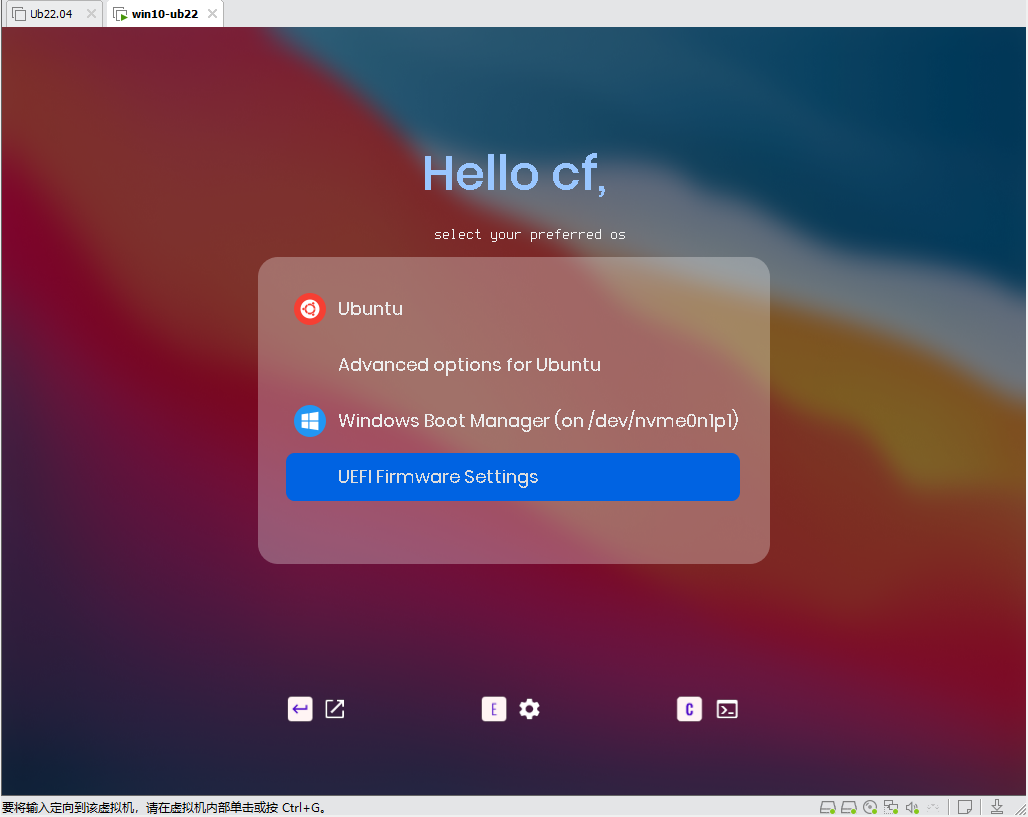 Ub22.04
win10-ub22
Hello cf,
select your preferred os
Ubuntu
Advanced options for Ubuntu
Windows Boot Manager (on /dev/nvme0n1p1)
UEFI Firmware Settings
E
C
要将输入定向到该虚拟机，请在虚拟机内部单击或按 Ctrl+G。